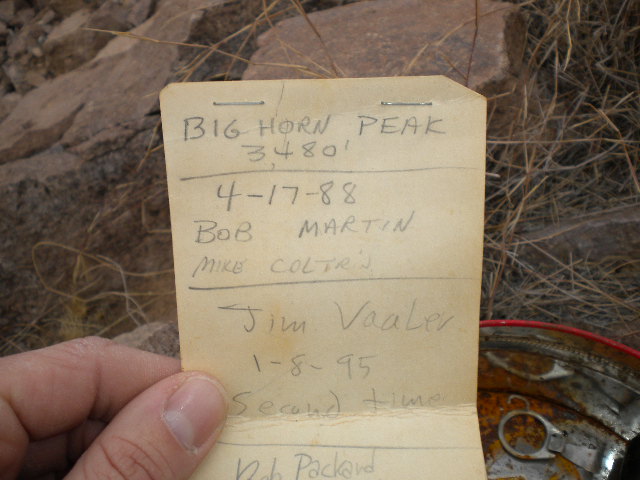 BIG HORN PEAK
3,480'
4-17-88
BOB MARTIN
MIKE
Jim Vaaler
1-8-95
Second time
Bob Packard